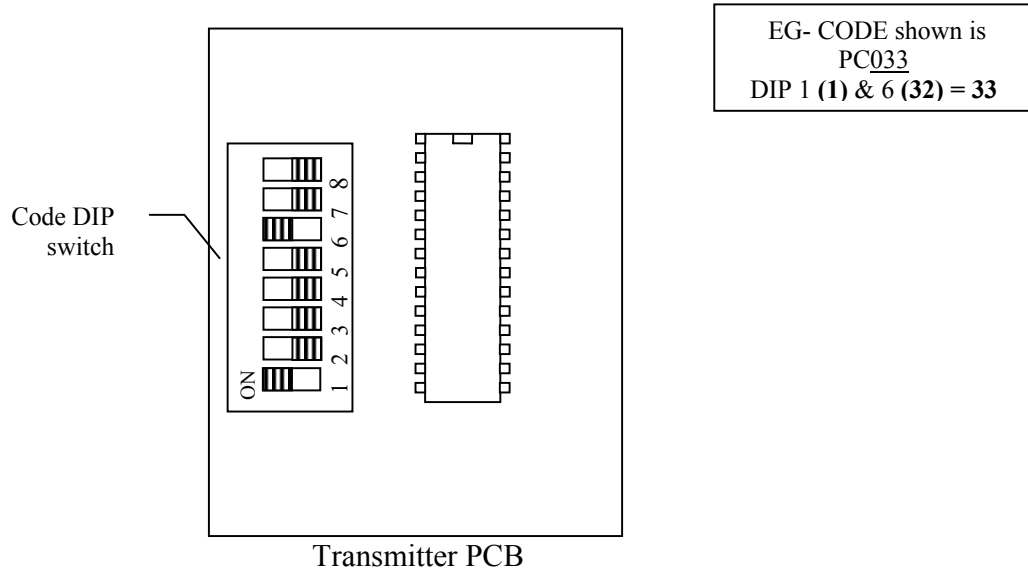 EG- CODE shown is
PC033
DIP 1 (1) & 6 (32) = 33
Code DIP
switch
8
7
6
5
4
3
2
1
ON
Transmitter PCB